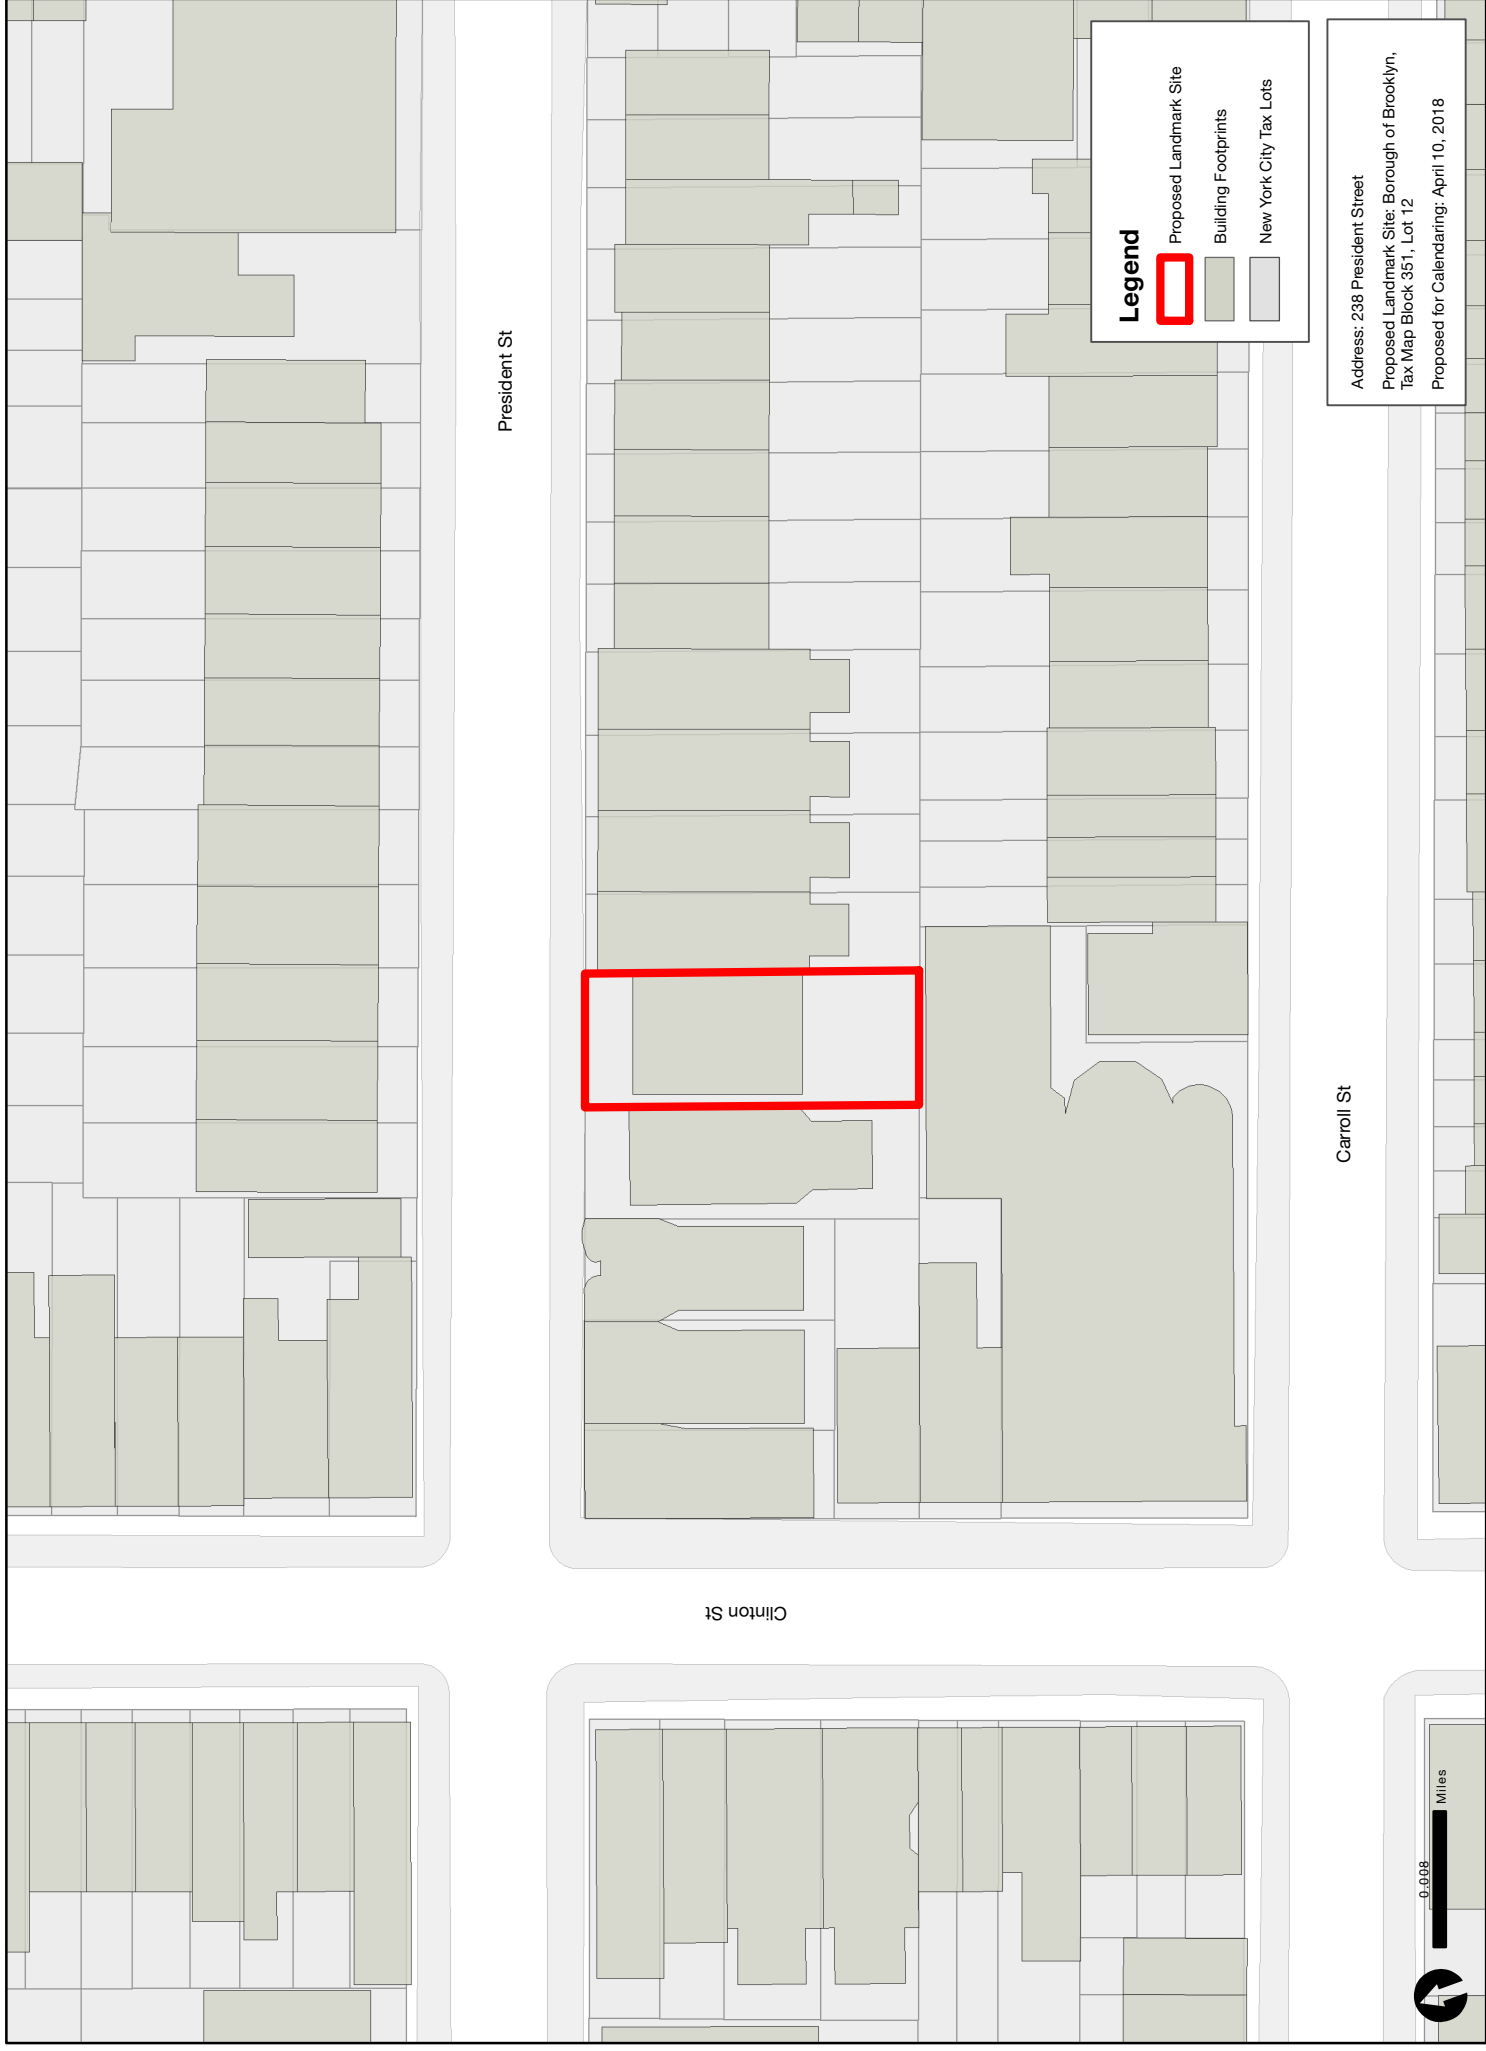 President St
Clinton St
Carroll St
Legend
Proposed Landmark Site
Building Footprints
New York City Tax Lots
Address: 238 President Street
Proposed Landmark Site: Borough of Brooklyn,
Tax Map Block 351, Lot 12
Proposed for Calendaring: April 10, 2018
0.008
Miles